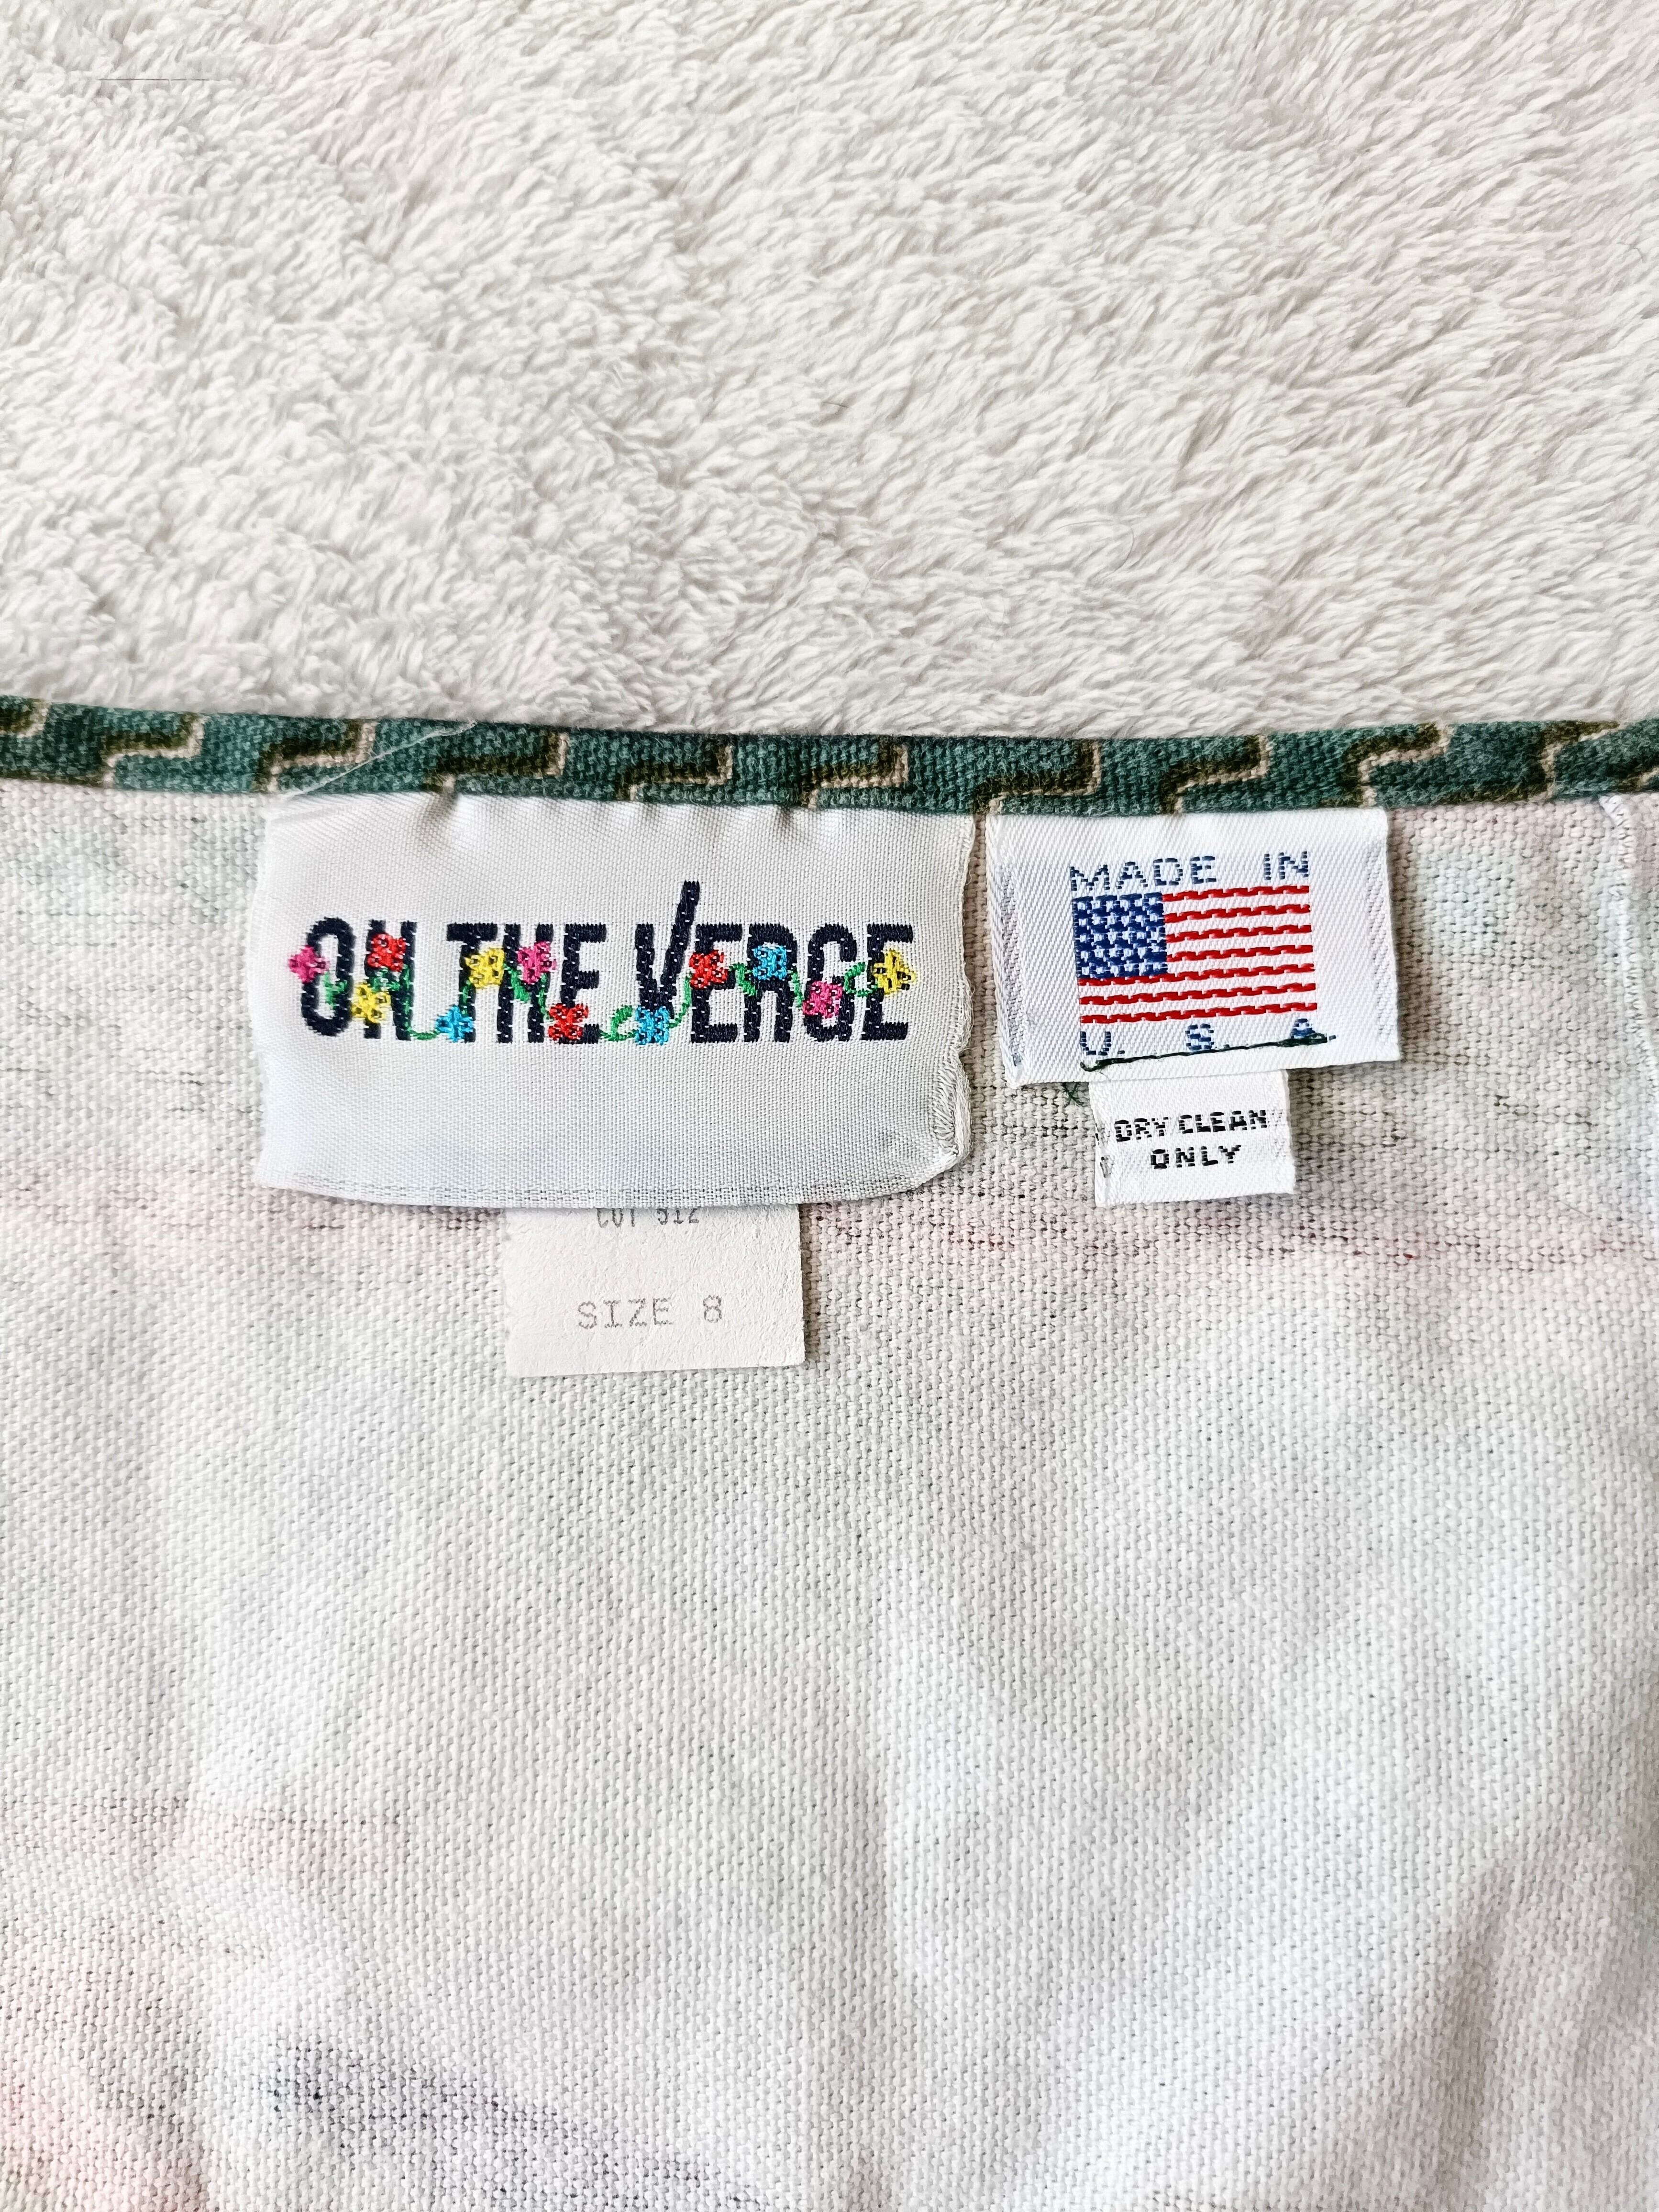 ON THE VERGE
MADE IN
U. S. A.
DRY CLEAN
ONLY
SIZE 8